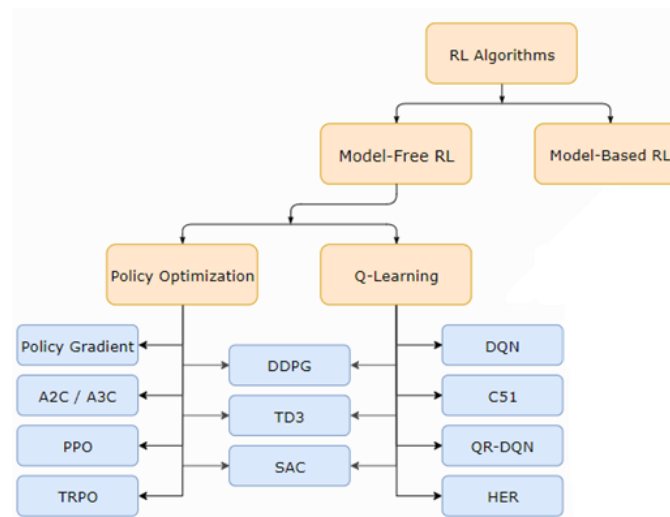 RL Algorithms
Model-Free RL
Model-Based RL
Policy Optimization
Q-Learning
Policy Gradient
DDPG
DQN
A2C / A3C
TD3
C51
PPO
SAC
QR-DQN
TRPO
HER